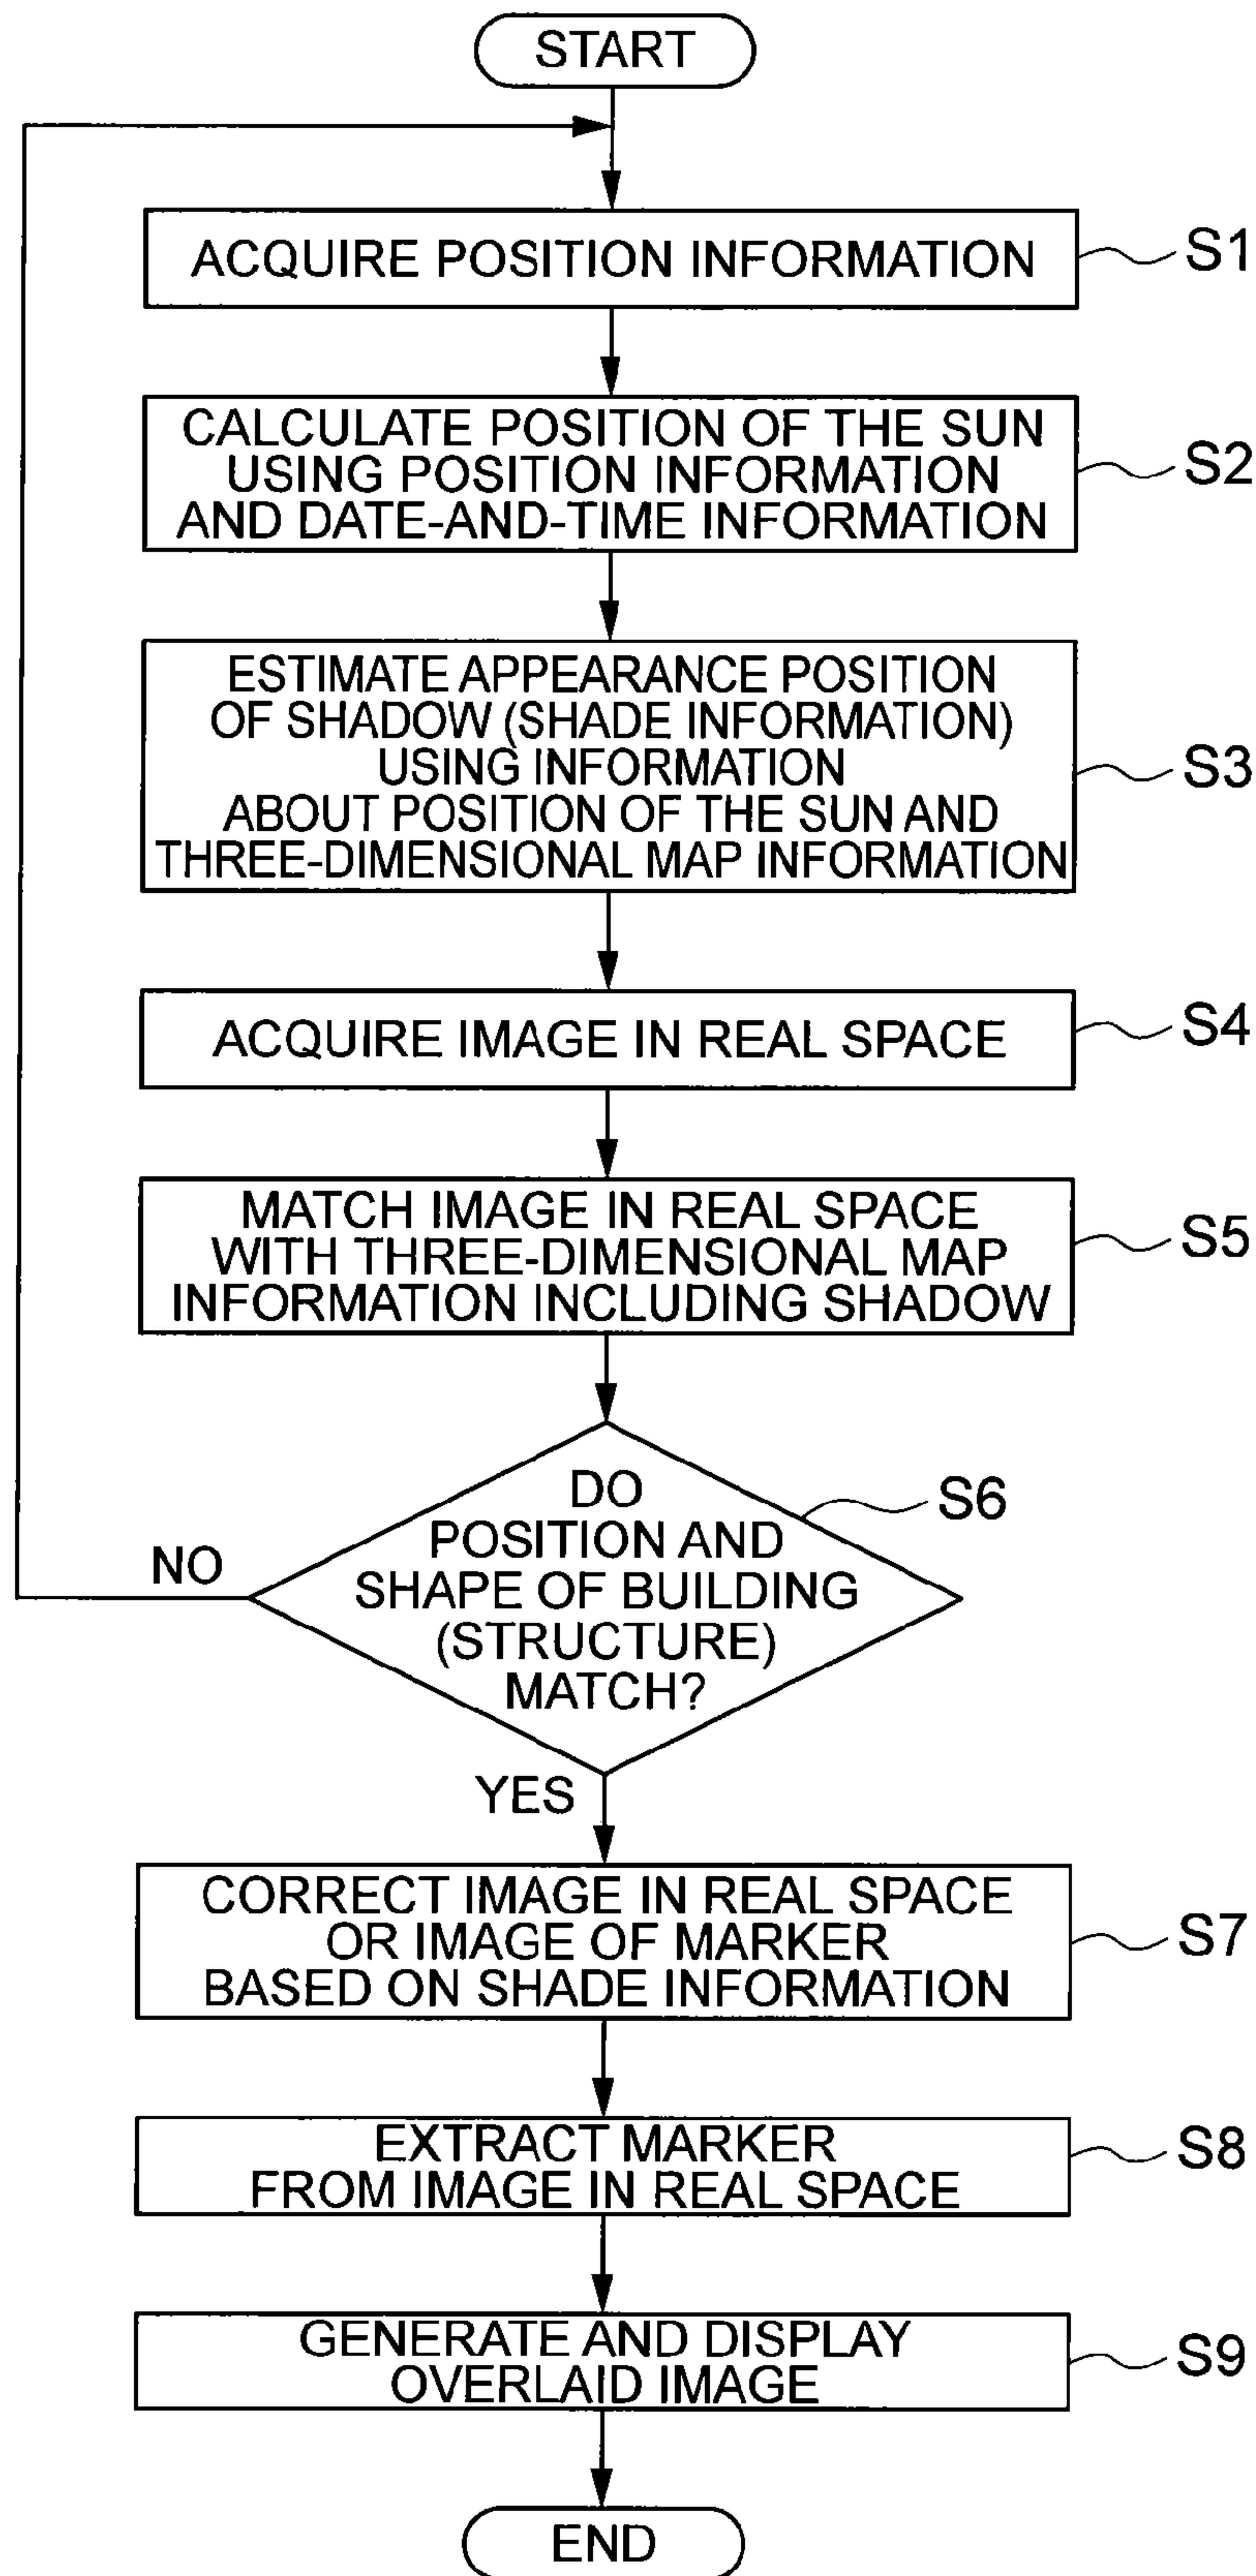 START
ACQUIRE POSITION INFORMATION
S1
CALCULATE POSITION OF THE SUN
USING POSITION INFORMATION
AND DATE-AND-TIME INFORMATION
S2
ESTIMATE APPEARANCE POSITION
OF SHADOW (SHADE INFORMATION)
USING INFORMATION
ABOUT POSITION OF THE SUN AND
THREE-DIMENSIONAL MAP INFORMATION
S3
ACQUIRE IMAGE IN REAL SPACE
S4
MATCH IMAGE IN REAL SPACE
WITH THREE-DIMENSIONAL MAP
INFORMATION INCLUDING SHADOW
S5
DO
POSITION AND
SHAPE OF BUILDING
(STRUCTURE)
MATCH?
S6
NO
YES
CORRECT IMAGE IN REAL SPACE
OR IMAGE OF MARKER
BASED ON SHADE INFORMATION
S7
EXTRACT MARKER
FROM IMAGE IN REAL SPACE
S8
GENERATE AND DISPLAY
OVERLAID IMAGE
S9
END